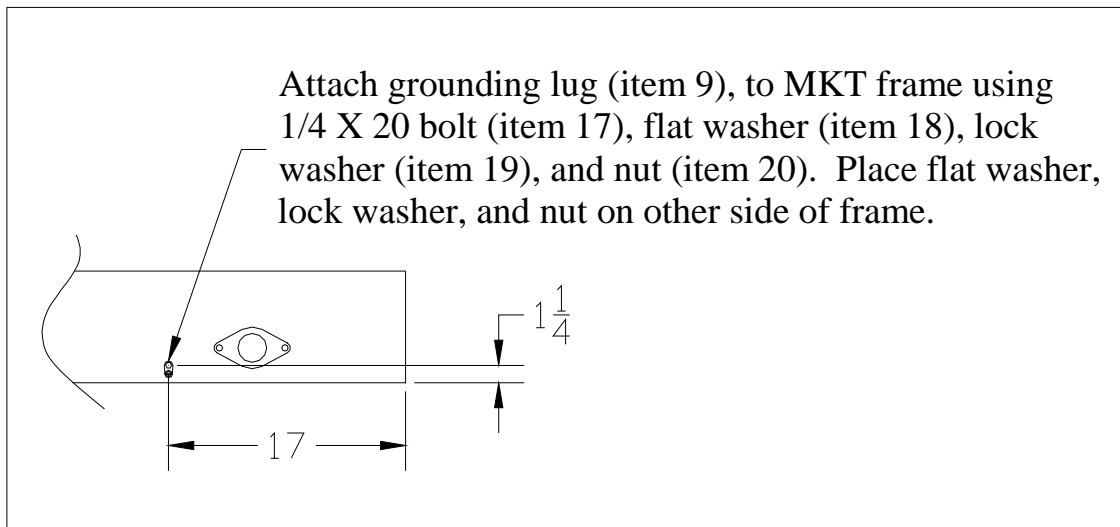 Attach grounding lug (item 9), to MKT frame using
1/4 X 20 bolt (item 17), flat washer (item 18), lock
washer (item 19), and nut (item 20).  Place flat washer,
lock washer, and nut on other side of frame.
1 1/4
17